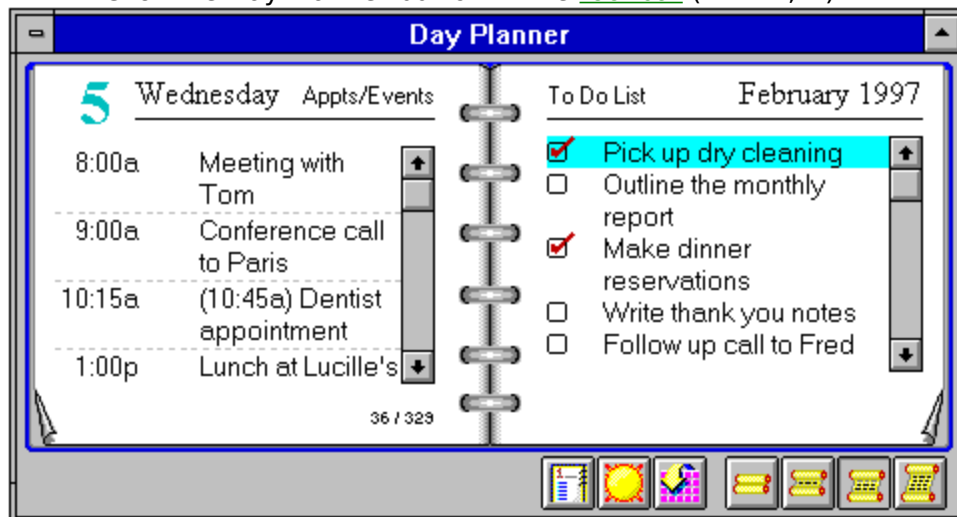 Day Planner
5 Wednesday Appts/Events
8:00a Meeting with
Tom
9:00a Conference call
to Paris
10:15a (10:45a) Dentist
appointment
1:00p Lunch at Lucille's
36 / 329
To Do List February 1997
Pick up dry cleaning
Outline the monthly
report
Make dinner
reservations
Write thank you notes
Follow up call to Fred